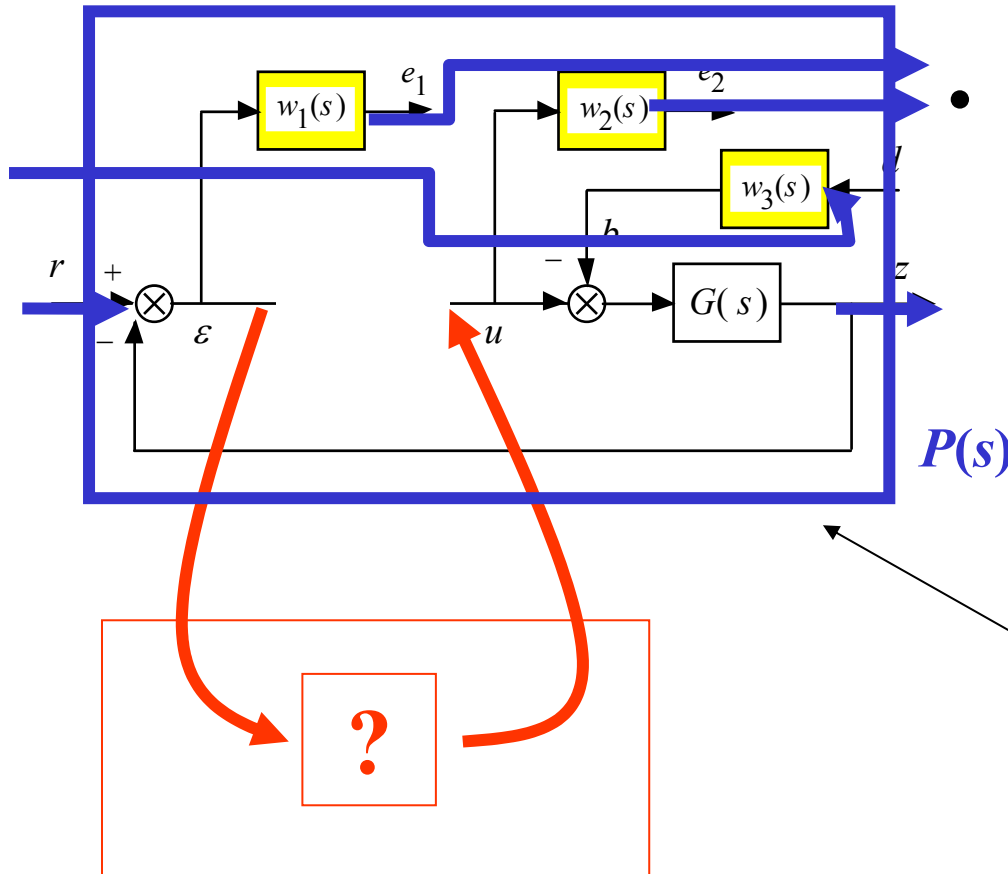 e1 e2
w1(s) w2(s) •
w3(s) d
b
r + − z
G( s)
− ε u
P(s)
?